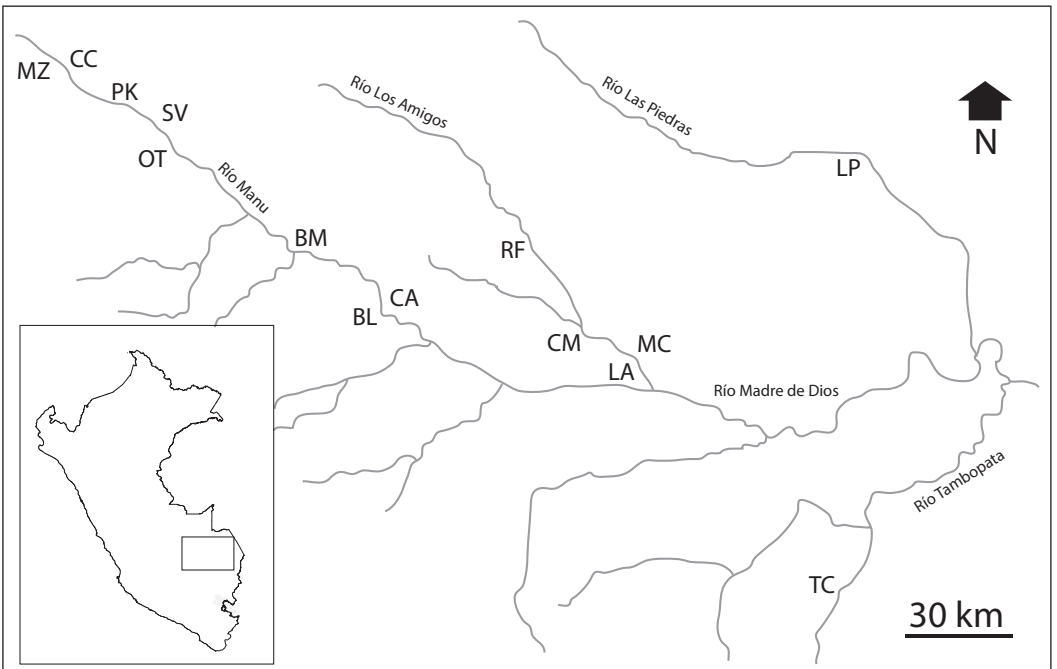 CC
MZ
PK
SV
OT
Río Manu
BM
CA
BL
Río Los Amigos
Río Las Piedras
N
LP
RF
CM
MC
LA
Río Madre de Dios
Río Tambopata
TC
30 km